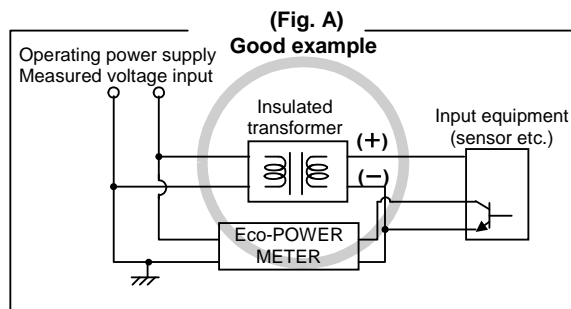 (Fig. A)
Good example
Operating power supply
Measured voltage input
Insulated
transformer
(+)
(−)
Input equipment
(sensor etc.)
Eco-POWER
METER